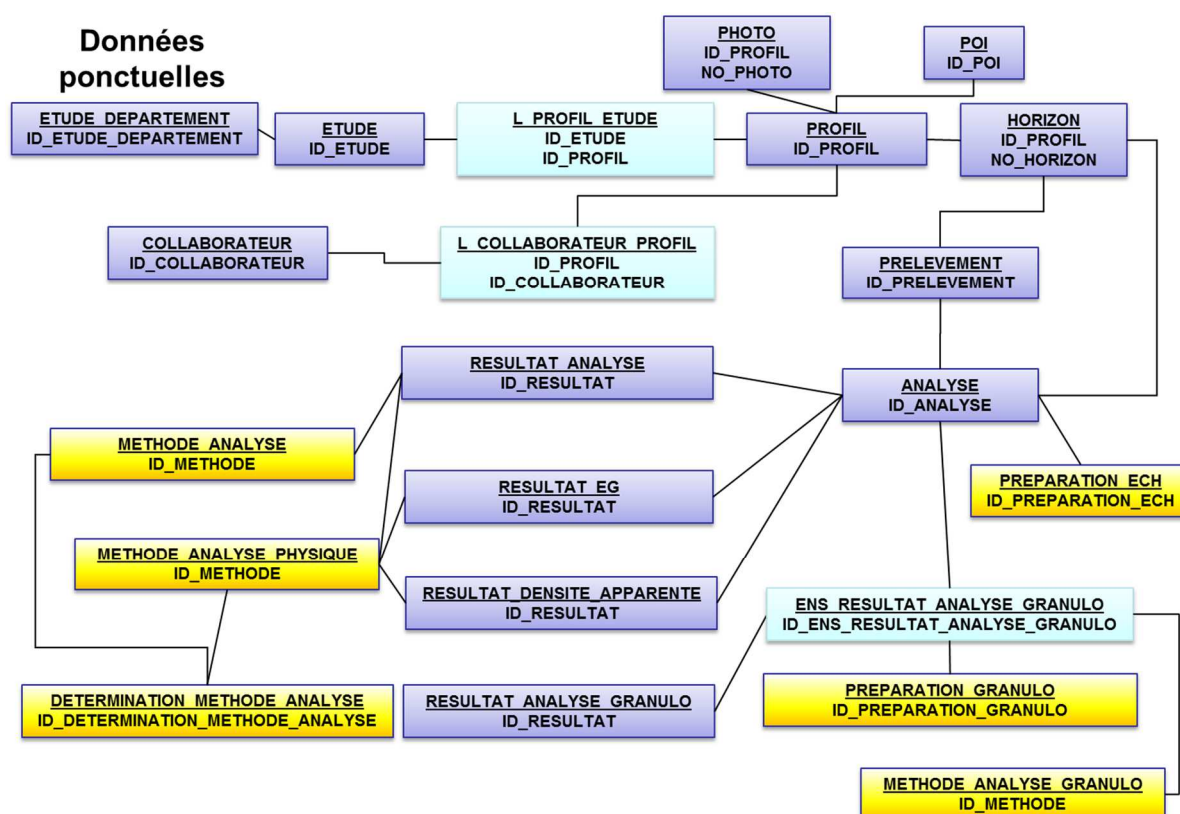 Données
ponctuelles
PHOTO
ID_PROFIL
NO_PHOTO
POI
ID_POI
ETUDE_DEPARTEMENT
ID_ETUDE_DEPARTEMENT
ETUDE
ID_ETUDE
L_PROFIL_ETUDE
ID_ETUDE
ID_PROFIL
PROFIL
ID_PROFIL
HORIZON
ID_PROFIL
NO_HORIZON
COLLABORATEUR
ID_COLLABORATEUR
L_COLLABORATEUR_PROFIL
ID_PROFIL
ID_COLLABORATEUR
PRELEVEMENT
ID_PRELEVEMENT
RESULTAT_ANALYSE
ID_RESULTAT
ANALYSE
ID_ANALYSE
METHODE_ANALYSE
ID_METHODE
RESULTAT_EG
ID_RESULTAT
PREPARATION_ECH
ID_PREPARATION_ECH
METHODE_ANALYSE_PHYSIQUE
ID_METHODE
RESULTAT_DENSITE_APPARENTE
ID_RESULTAT
ENS_RESULTAT_ANALYSE_GRANULO
ID_ENS_RESULTAT_ANALYSE_GRANULO
DETERMINATION_METHODE_ANALYSE
ID_DETERMINATION_METHODE_ANALYSE
RESULTAT_ANALYSE_GRANULO
ID_RESULTAT
PREPARATION_GRANULO
ID_PREPARATION_GRANULO
METHODE_ANALYSE_GRANULO
ID_METHODE